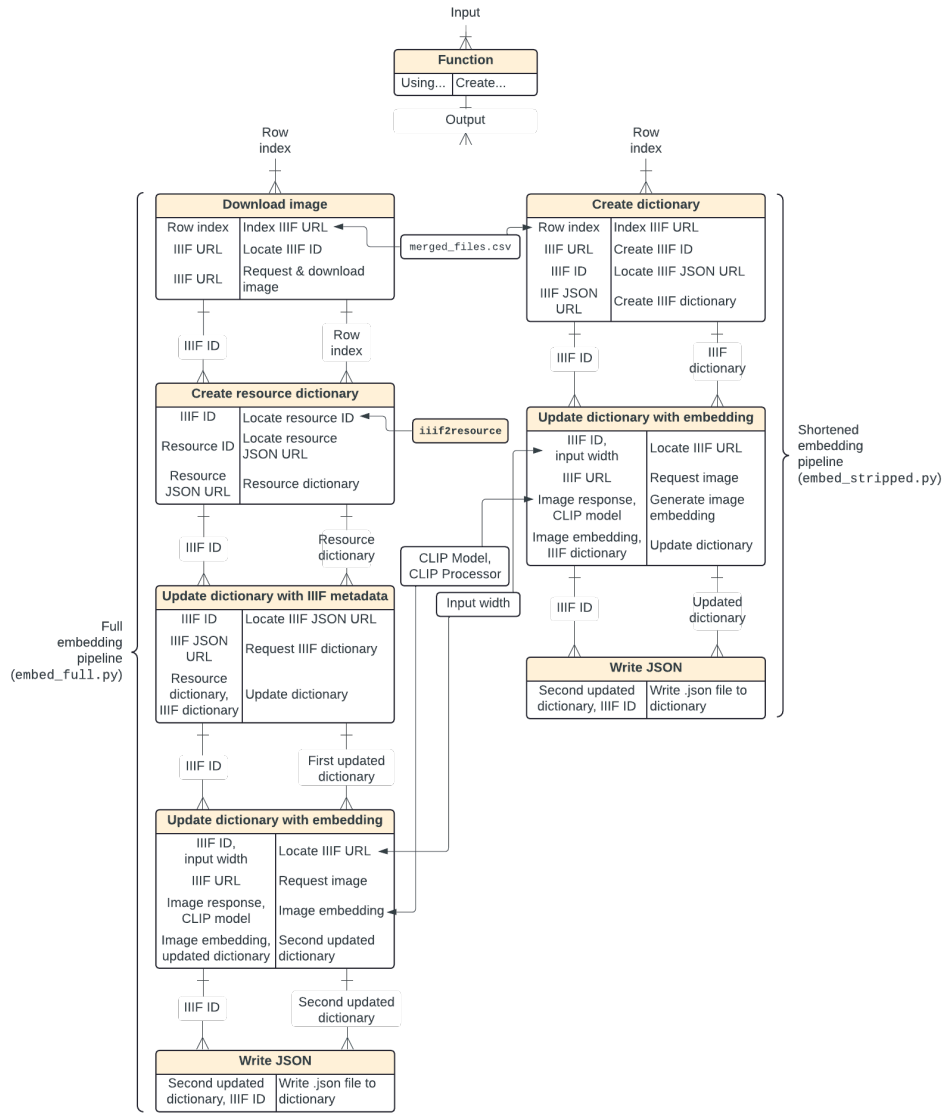 Input
Function
Using... Create...
Output
Row
index
Download image
Row index Index IIIF URL
IIIF URL Locate IIIF ID
IIIF URL Request & download
image
IIIF ID
Row
index
Create resource dictionary
IIIF ID Locate resource ID
Resource ID Locate resource
JSON URL
Resource
JSON URL Resource dictionary
IIIF ID
Resource
dictionary
Update dictionary with IIIF metadata
IIIF ID Locate IIIF JSON URL
IIIF JSON
URL Request IIIF dictionary
Resource
dictionary,
IIIF dictionary Update dictionary
IIIF ID
First updated
dictionary
Update dictionary with embedding
IIIF ID,
input width Locate IIIF URL
IIIF URL Request image
Image response,
CLIP model Image embedding
Image embedding,
updated dictionary Second updated
dictionary
IIIF ID
Second updated
dictionary
Write JSON
Second updated
dictionary, IIIF ID Write .json file to
dictionary
Full
embedding
pipeline
(embed_full.py)
merged_files.csv
iiif2resource
CLIP Model,
CLIP Processor
Input width
Row
index
Create dictionary
Row index Index IIIF URL
IIIF URL Create IIIF ID
IIIF ID Locate IIIF JSON URL
IIIF JSON
URL Create IIIF dictionary
IIIF ID
IIIF
dictionary
Update dictionary with embedding
IIIF ID,
input width Locate IIIF URL
IIIF URL Request image
Image response,
CLIP model Generate image
embedding
Image embedding,
IIIF dictionary Update dictionary
IIIF ID
Updated
dictionary
Write JSON
Second updated
dictionary, IIIF ID Write .json file to
dictionary
Shortened
embedding
pipeline
(embed_stripped.py)